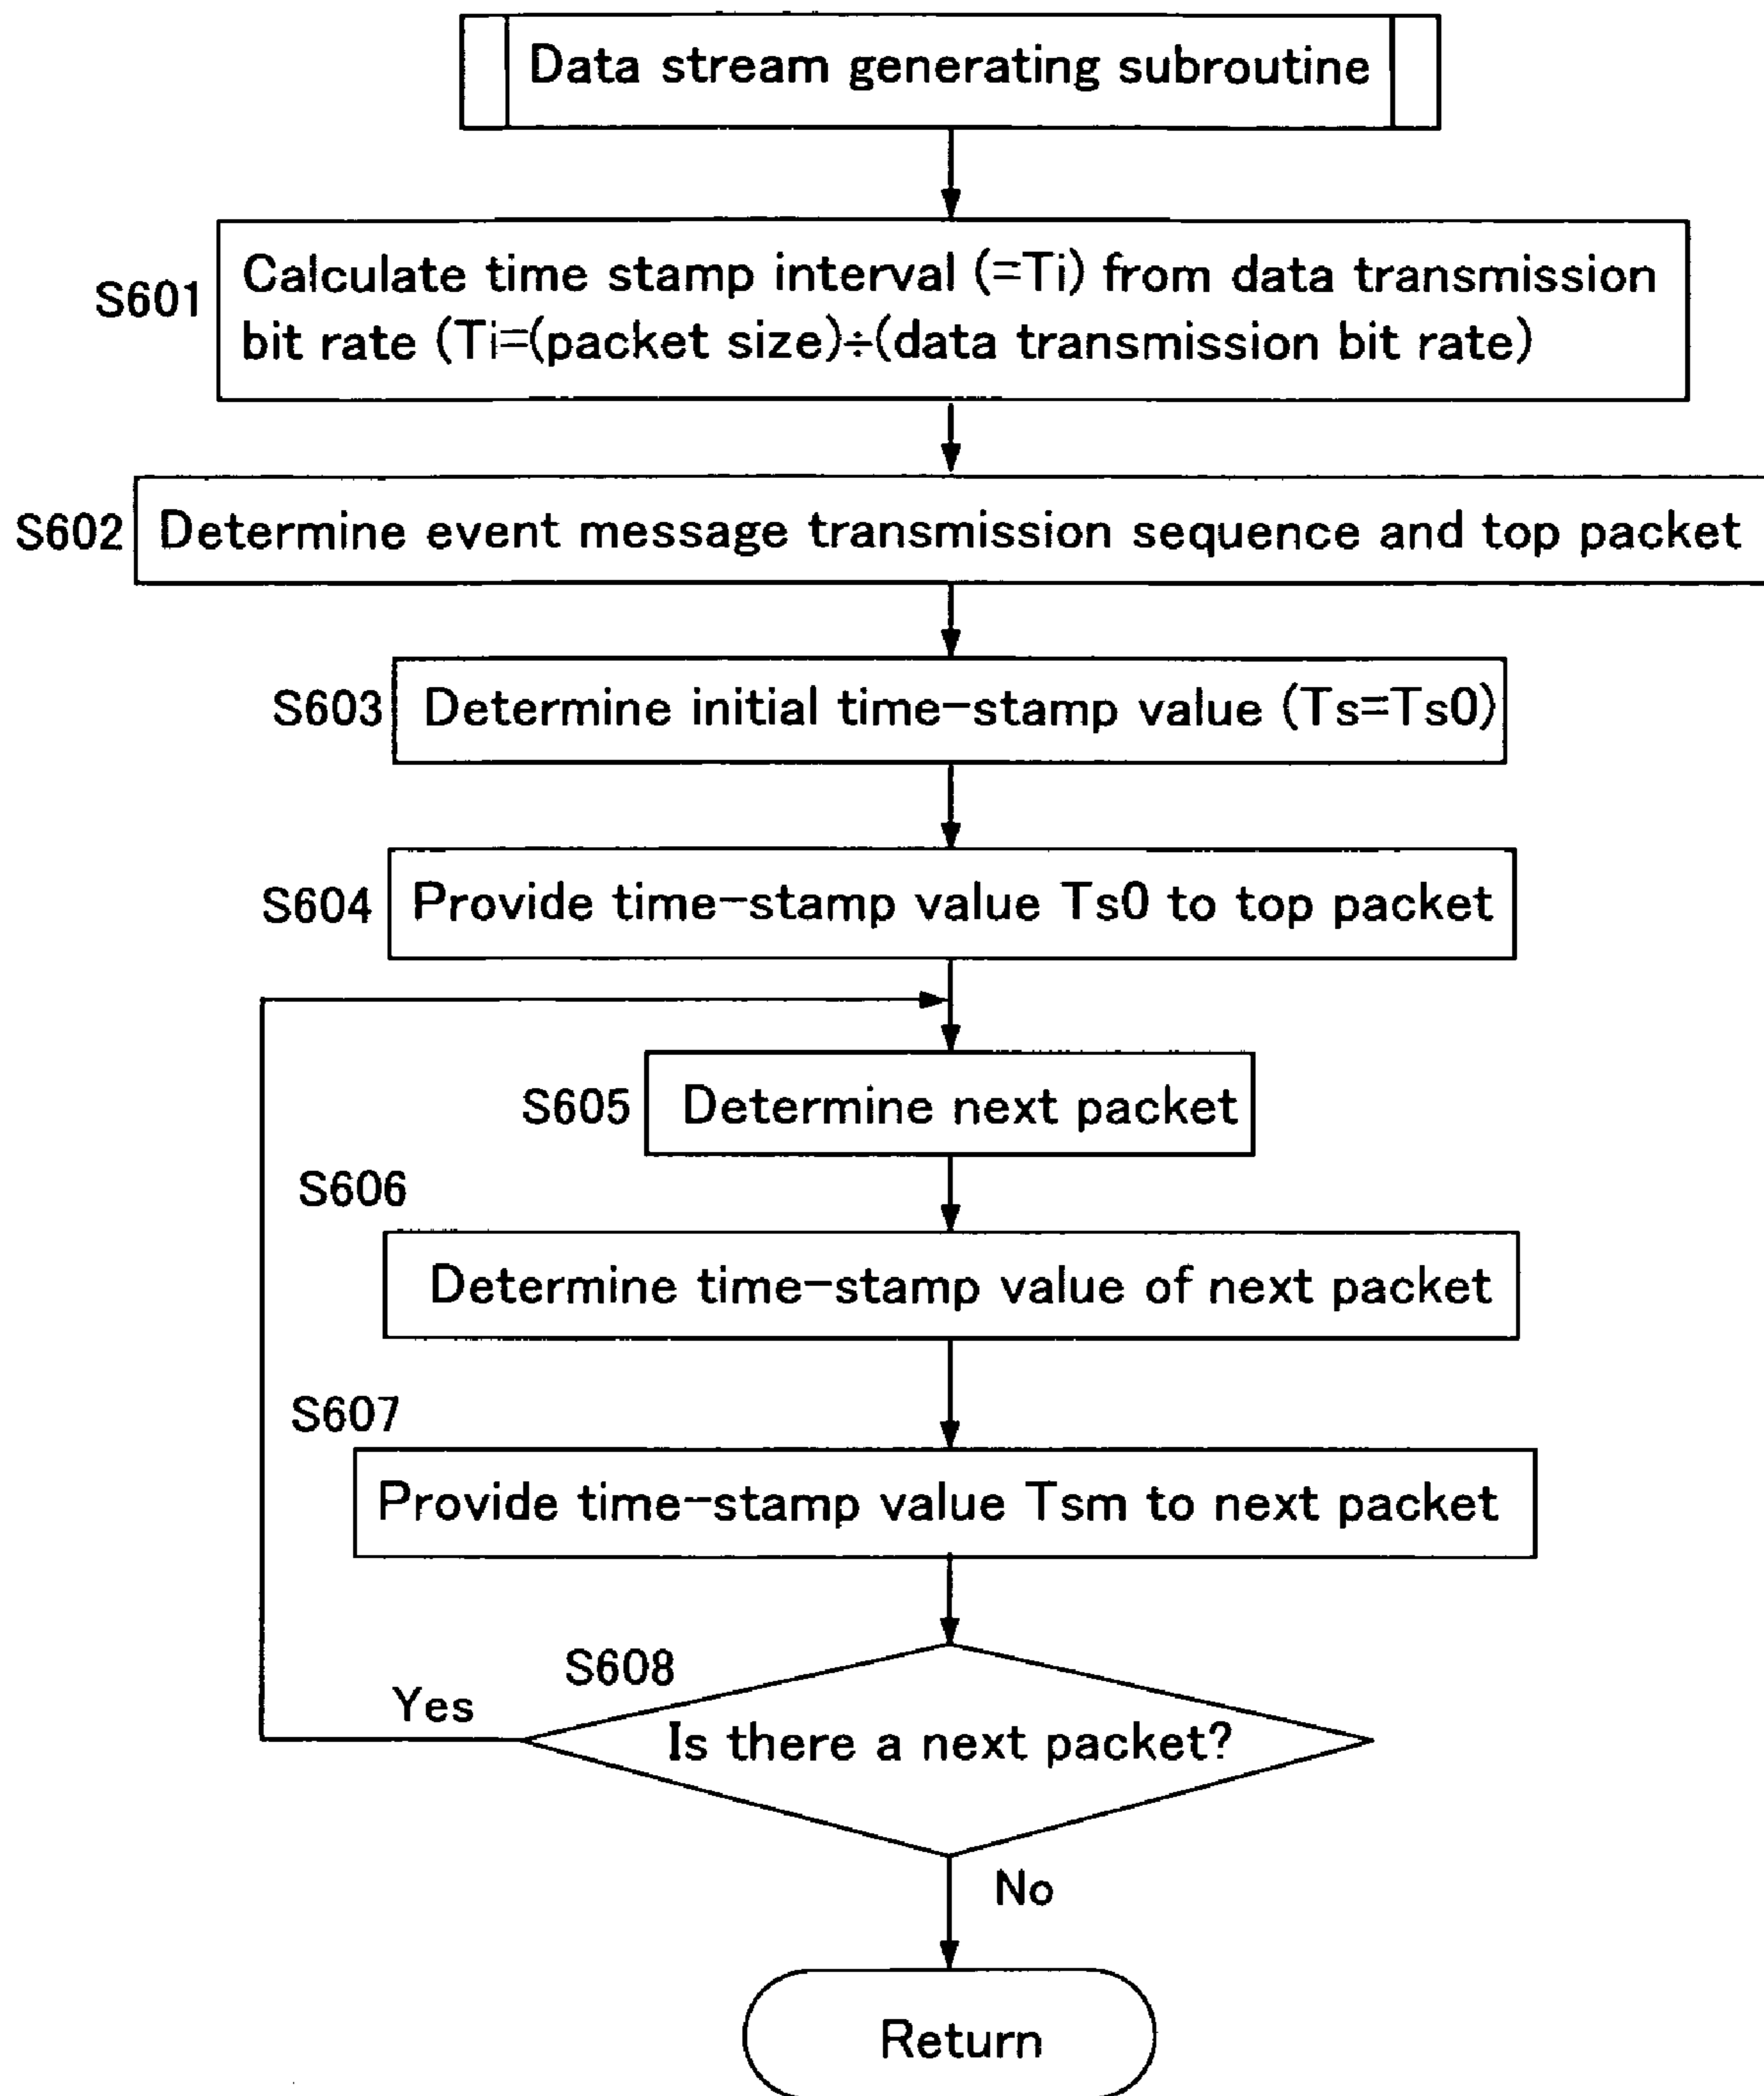 Data stream generating subroutine
S601
Calculate time stamp interval (=Ti) from data transmission
bit rate (Ti=(packet size)÷(data transmission bit rate)
S602
Determine event message transmission sequence and top packet
S603
Determine initial time-stamp value (Ts=Ts0)
S604
Provide time-stamp value Ts0 to top packet
S605
Determine next packet
S606
Determine time-stamp value of next packet
S607
Provide time-stamp value Tsm to next packet
S608
Yes
Is there a next packet?
No
Return